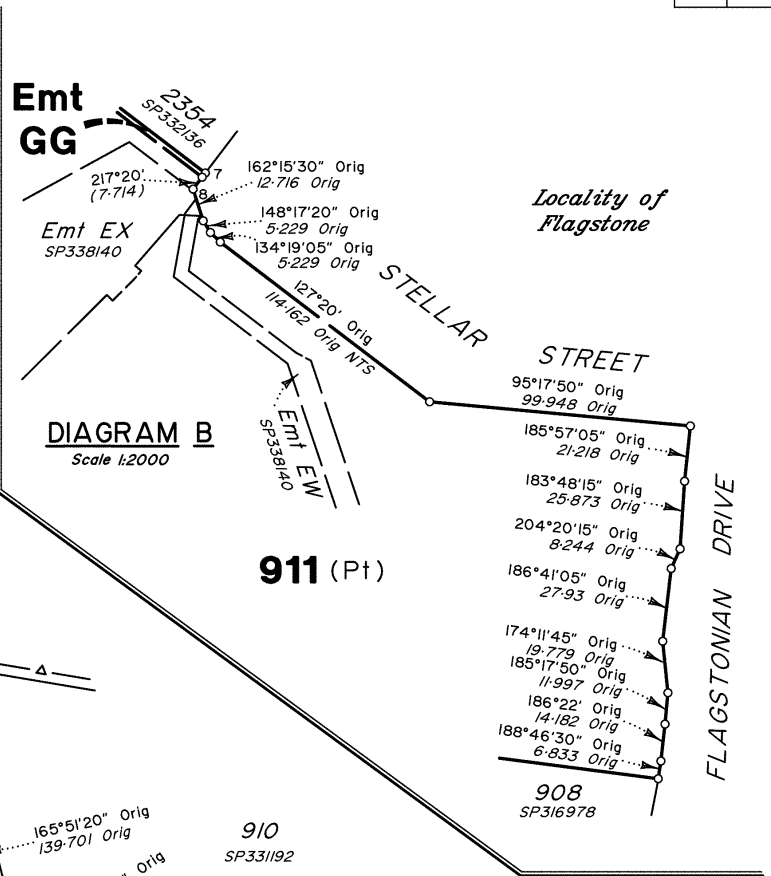 Emt
GG
2354
SP332136
7
8
217°20'
(7·714)
162°15'30" Orig
12·716 Orig
148°17'20" Orig
5·229 Orig
134°19'05" Orig
5·229 Orig
Emt EX
SP338140
Locality of
Flagstone
127°20' Orig
114·162 Orig NTS
STELLAR
STREET
95°17'50" Orig
99·948 Orig
DIAGRAM B
Scale 1:2000
Emt EW
SP338140
185°57'05" Orig
21·218 Orig
183°48'15" Orig
25·873 Orig
204°20'15" Orig
8·244 Orig
186°41'05" Orig
27·93 Orig
174°11'45" Orig
19·779 Orig
185°17'50" Orig
11·997 Orig
186°22' Orig
14·182 Orig
188°46'30" Orig
6·833 Orig
FLAGSTONIAN DRIVE
911 (Pt)
908
SP316978
165°51'20" Orig
139·701 Orig
910
SP331192
Orig